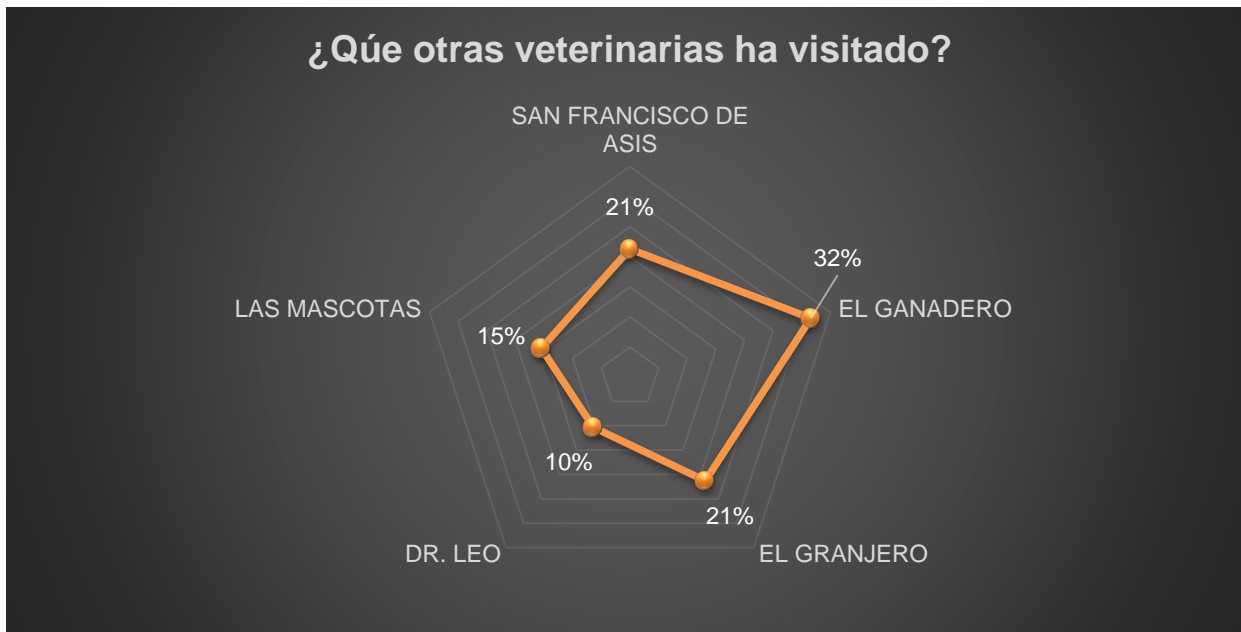 ¿Qúe otras veterinarias ha visitado?
SAN FRANCISCO DE
ASIS
21%
32%
EL GANADERO
LAS MASCOTAS
15%
10%
21%
DR. LEO
EL GRANJERO